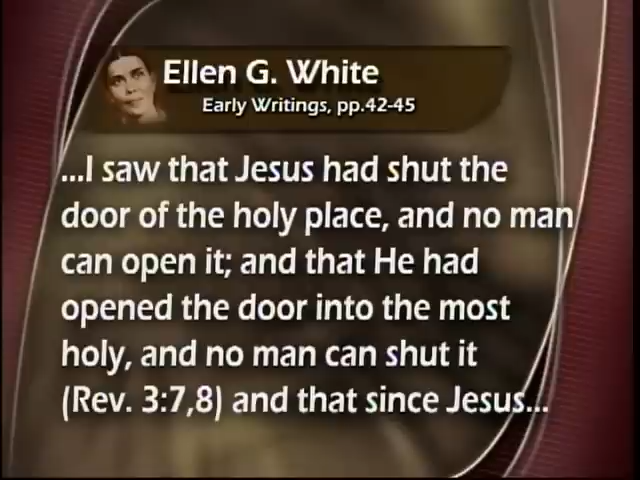 Ellen G. White
Early Writings, pp.42-45
...I saw that Jesus had shut the
door of the holy place, and no man
can open it; and that He had
opened the door into the most
holy, and no man can shut it
(Rev. 3:7,8) and that since Jesus...